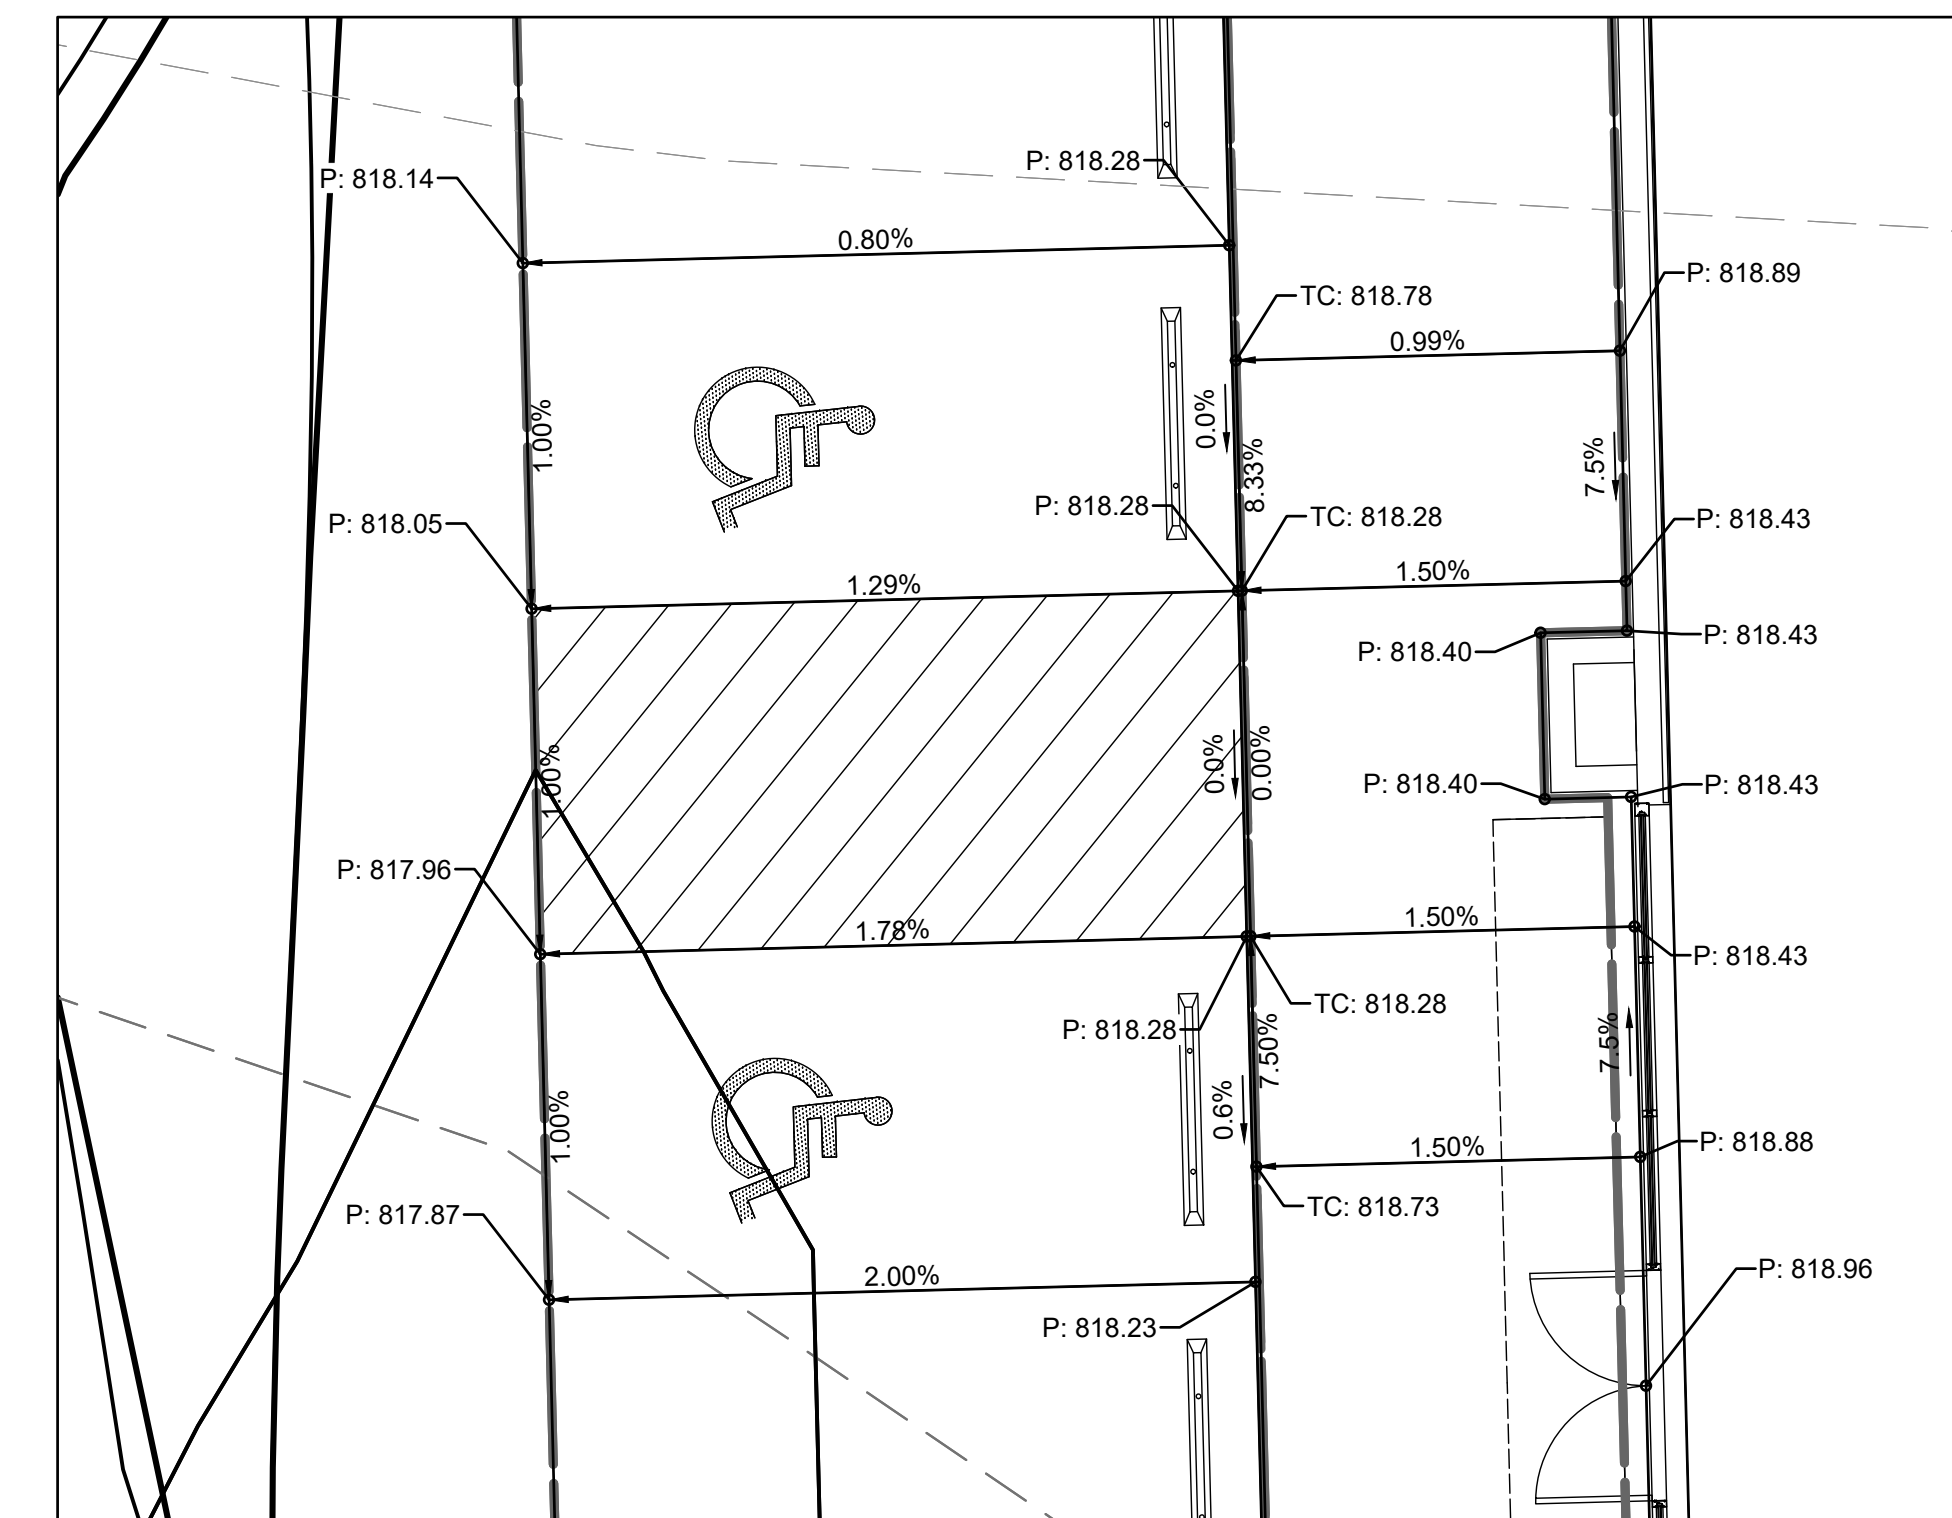 P: 818.28
P: 818.14
0.80%
P: 818.89
TC: 818.78
0.99%
1.00%
0.0%
8.33%
7.5%
P: 818.28
TC: 818.28
P: 818.43
P: 818.05
1.29%
1.50%
P: 818.43
P: 818.40
1.00%
0.0%
0.00%
P: 818.40
P: 818.43
P: 817.96
1.78%
1.50%
P: 818.43
TC: 818.28
P: 818.28
7.50%
7.5%
1.00%
0.6%
1.50%
P: 818.88
P: 817.87
TC: 818.73
2.00%
P: 818.96
P: 818.23